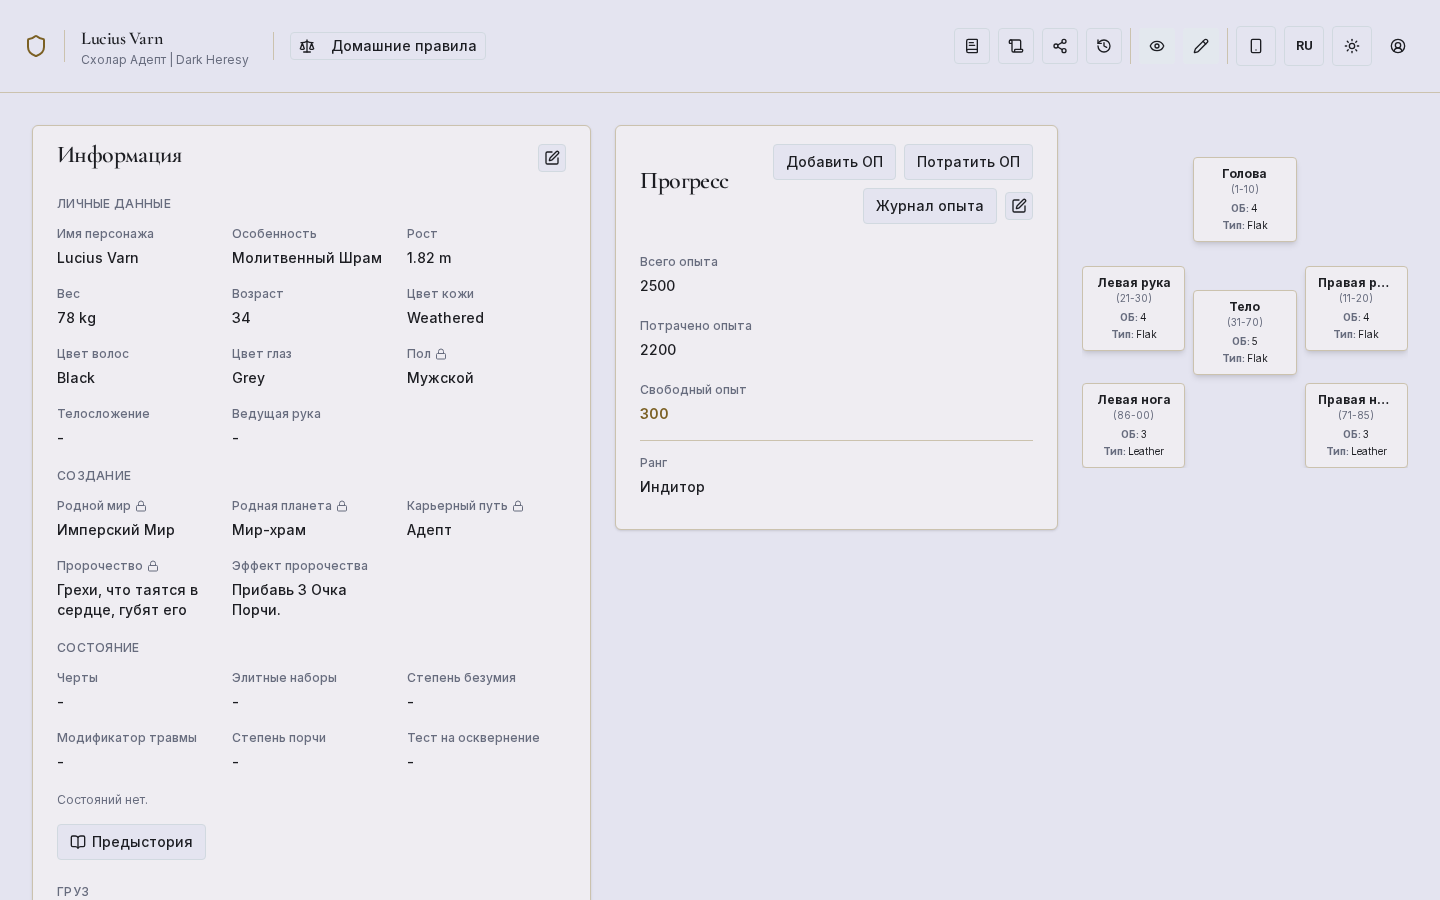 Lucius Varn
Схолар Адепт | Dark Heresy
Домашние правила
RU
Информация
ЛИЧНЫЕ ДАННЫЕ
Имя персонажа
Lucius Varn
Особенность
Молитвенный Шрам
Рост
1.82 m
Вес
78 kg
Возраст
34
Цвет кожи
Weathered
Цвет волос
Black
Цвет глаз
Grey
Пол
Мужской
Телосложение
-
Ведущая рука
-
СОЗДАНИЕ
Родной мир
Имперский Мир
Родная планета
Мир-храм
Карьерный путь
Адепт
Пророчество
Грехи, что таятся в
сердце, губят его
Эффект пророчества
Прибавь 3 Очка
Порчи.
СОСТОЯНИЕ
Черты
-
Элитные наборы
-
Степень безумия
-
Модификатор травмы
-
Степень порчи
-
Тест на осквернение
-
Состояний нет.
Предыстория
ГРУЗ
Прогресс
Добавить ОП
Потратить ОП
Журнал опыта
Всего опыта
2500
Потрачено опыта
2200
Свободный опыт
300
Ранг
Индитор
Голова
(1-10)
ОБ: 4
Тип: Flak
Левая рука
(21-30)
ОБ: 4
Тип: Flak
Тело
(31-70)
ОБ: 5
Тип: Flak
Правая р...
(11-20)
ОБ: 4
Тип: Flak
Левая нога
(86-00)
ОБ: 3
Тип: Leather
Правая н...
(71-85)
ОБ: 3
Тип: Leather